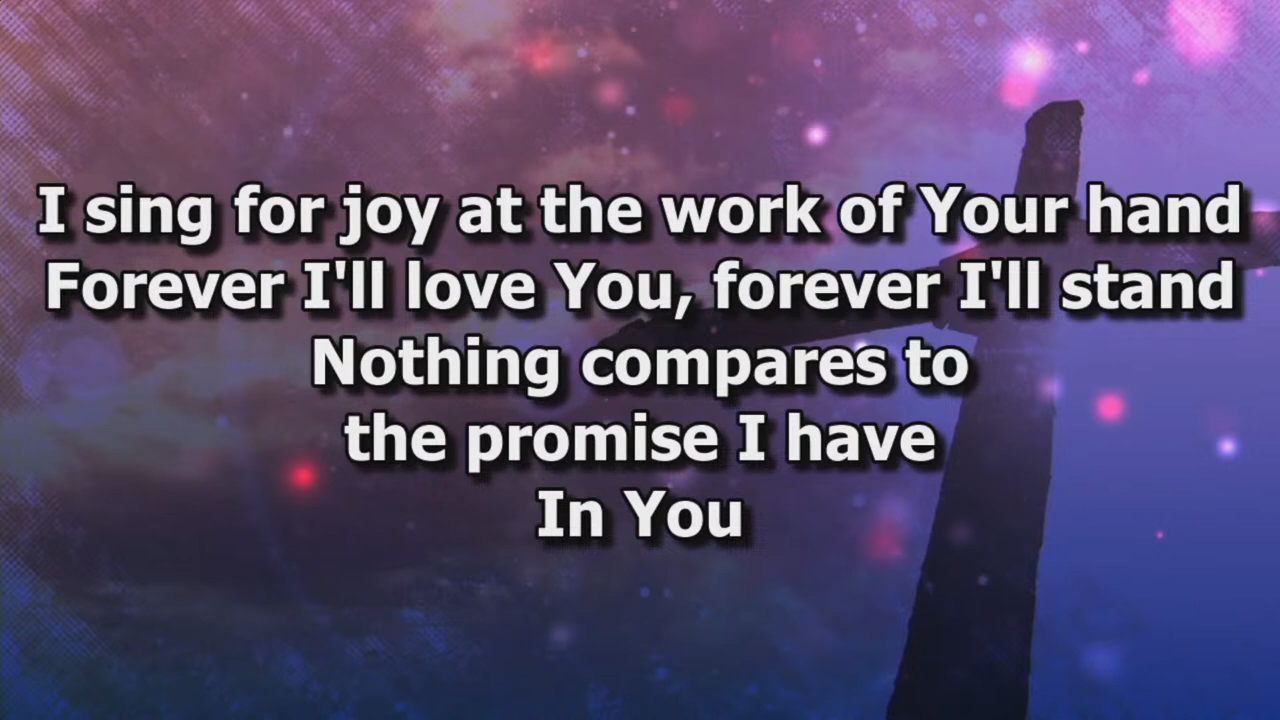 I sing for joy at the work of Your hand
Forever I'll love You, forever I'll stand
Nothing compares to
the promise I have
In You